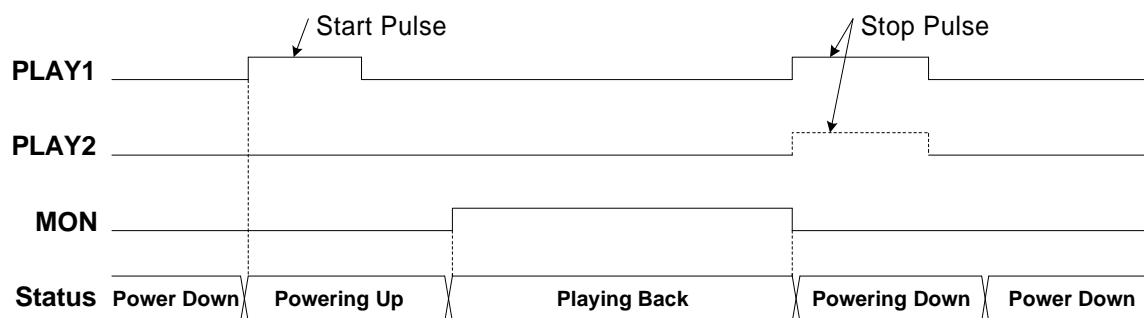 Start Pulse
Stop Pulse
PLAY1
PLAY2
MON
Status
Power Down
Powering Up
Playing Back
Powering Down
Power Down